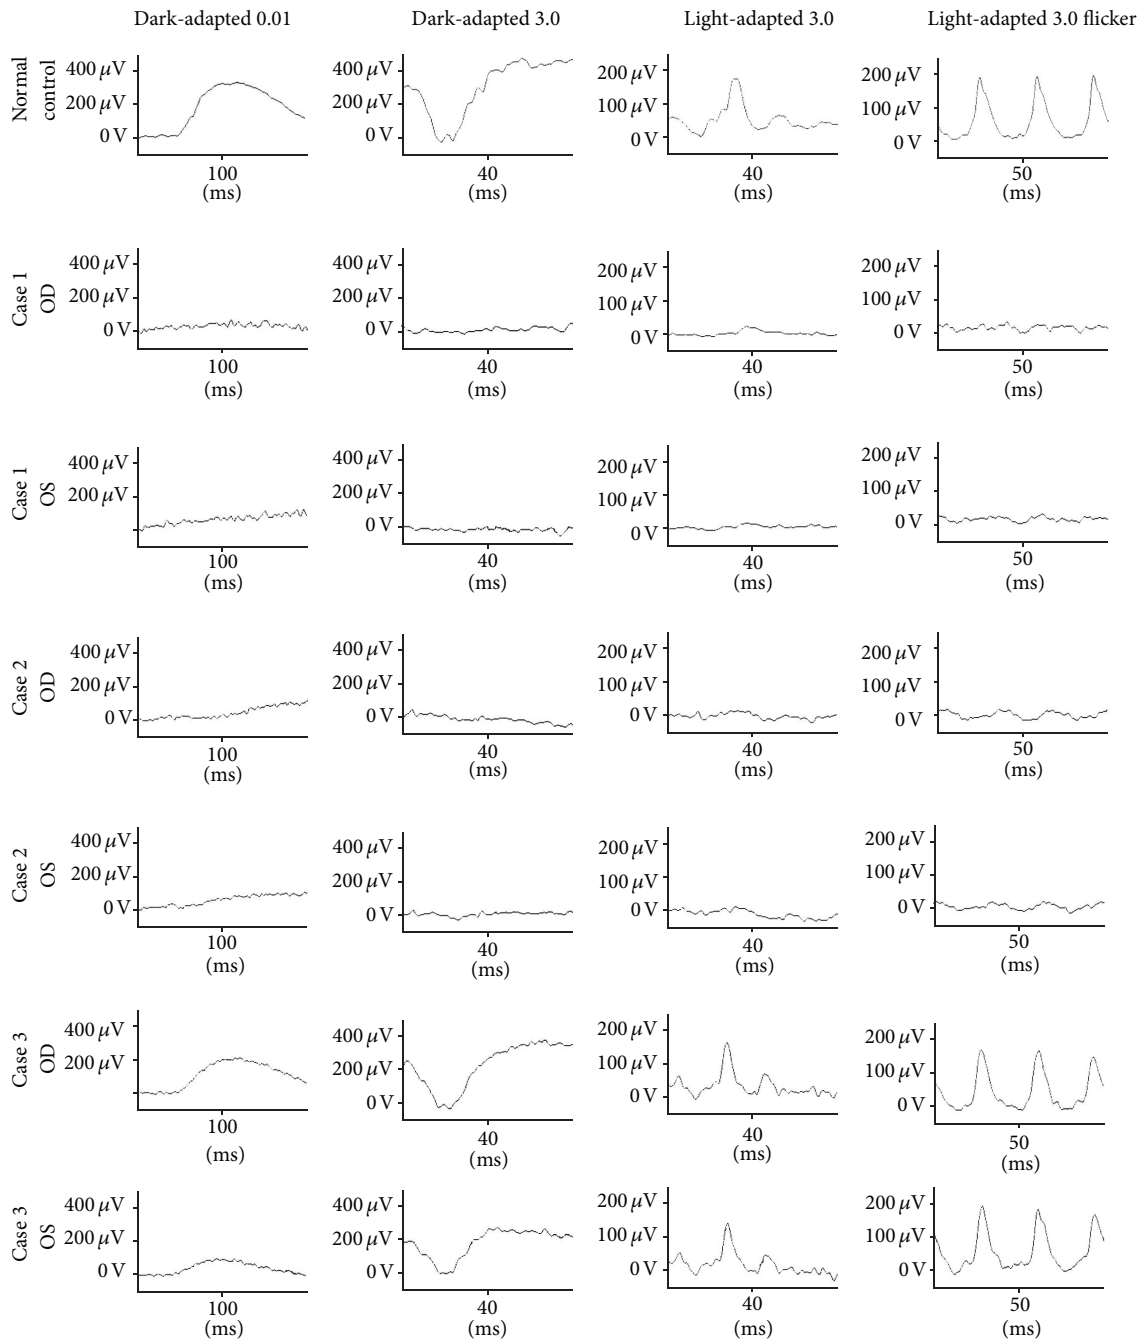 Dark-adapted 0.01 Dark-adapted 3.0 Light-adapted 3.0 Light-adapted 3.0 flicker
Normal control
400 μV 400 μV 200 μV 200 μV
200 μV 200 μV 100 μV 100 μV
0 V 0 V 0 V 0 V
100 40 40 50
(ms) (ms) (ms) (ms)
Case 1 OD
400 μV 400 μV 200 μV 200 μV
200 μV 200 μV 100 μV 100 μV
0 V 0 V 0 V 0 V
100 40 40 50
(ms) (ms) (ms) (ms)
Case 1 OS
400 μV 400 μV 200 μV 200 μV
200 μV 200 μV 100 μV 100 μV
0 V 0 V 0 V
100 40 40 50
(ms) (ms) (ms) (ms)
Case 2 OD
400 μV 400 μV 200 μV 200 μV
200 μV 200 μV 100 μV 100 μV
0 V 0 V 0 V 0 V
100 40 40 50
(ms) (ms) (ms) (ms)
Case 2 OS
400 μV 400 μV 200 μV 200 μV
200 μV 200 μV 100 μV 100 μV
0 V 0 V 0 V 0 V
100 40 40 50
(ms) (ms) (ms) (ms)
Case 3 OD
400 μV 400 μV 200 μV 200 μV
200 μV 200 μV 100 μV 100 μV
0 V 0 V 0 V
100 40 40 50
(ms) (ms) (ms) (ms)
Case 3 OS
400 μV 400 μV 200 μV 200 μV
200 μV 200 μV 100 μV 100 μV
0 V 0 V 0 V 0 V
100 40 40 50
(ms) (ms) (ms) (ms)